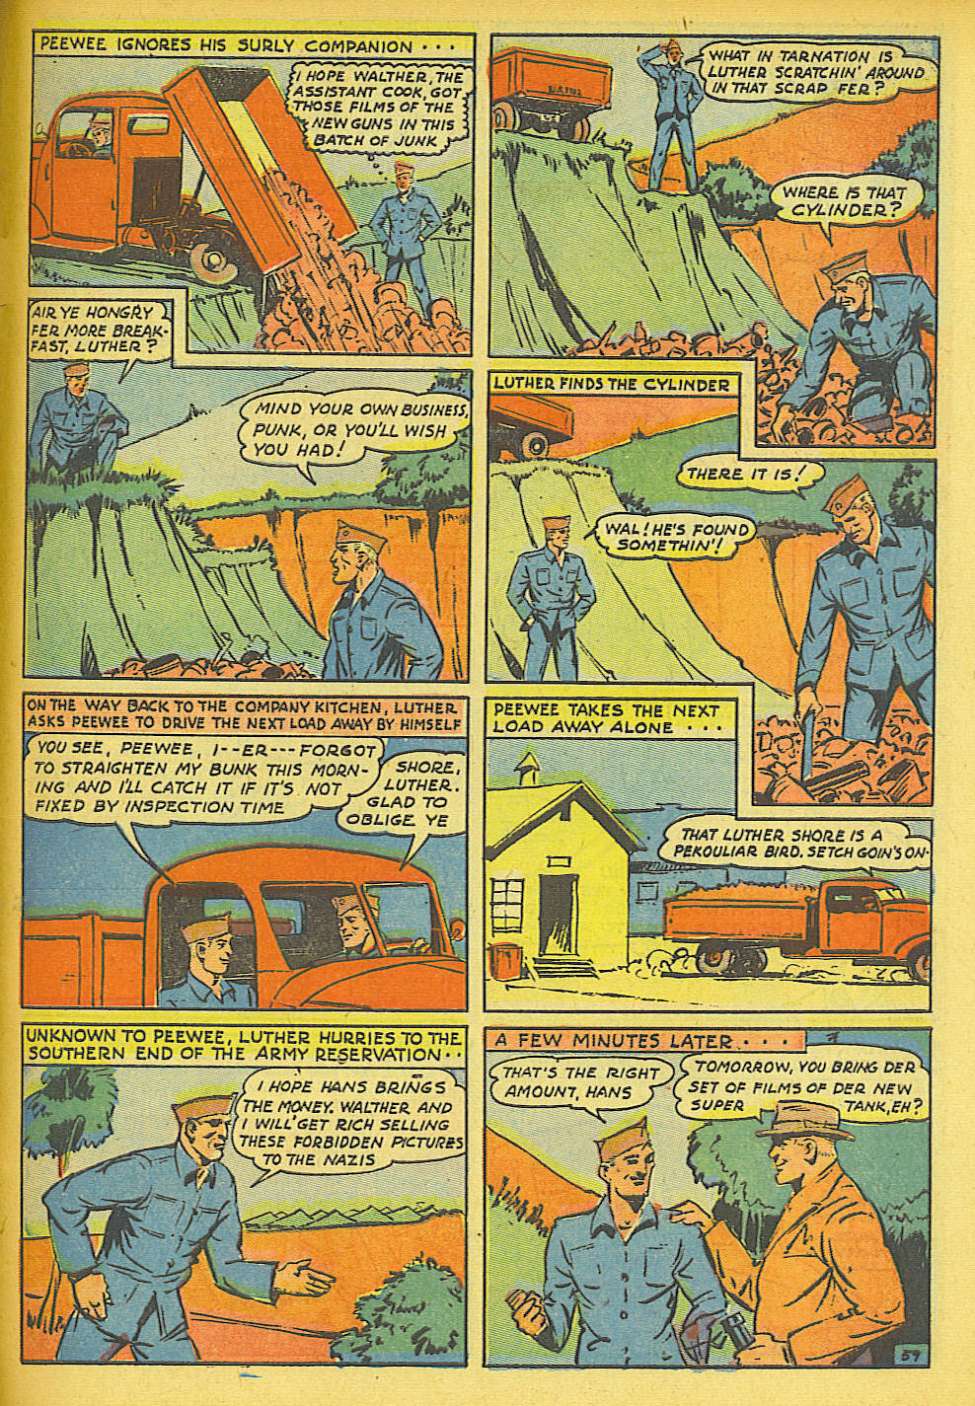 PEEWEE IGNORES HIS SURLY COMPANION . . .
I HOPE WALTHER, THE
ASSISTANT COOK, GOT
THOSE FILMS OF THE
NEW GUNS IN THIS
BATCH OF JUNK
WHAT IN TARNATION IS
LUTHER SCRATCHIN' AROUND
IN THAT SCRAP FER?
WHERE IS THAT
CYLINDER?
AIR YE HONGRY
FER MORE BREAK-
FAST, LUTHER?
MIND YOUR OWN BUSINESS,
PUNK, OR YOU'LL WISH
YOU HAD!
LUTHER FINDS THE CYLINDER
THERE IT IS!
WAL! HE'S FOUND
SOMETHIN'!
ON THE WAY BACK TO THE COMPANY KITCHEN, LUTHER
ASKS PEEWEE TO DRIVE THE NEXT LOAD AWAY BY HIMSELF
YOU SEE, PEEWEE, I--ER---FORGOT
TO STRAIGHTEN MY BUNK THIS MORN-
ING AND I'LL CATCH IT IF IT'S NOT
FIXED BY INSPECTION TIME
SHORE,
LUTHER.
GLAD TO
OBLIGE YE
PEEWEE TAKES THE NEXT
LOAD AWAY ALONE . . .
THAT LUTHER SHORE IS A
PEKOULIAR BIRD. SETCH GOIN'S ON-
UNKNOWN TO PEEWEE, LUTHER HURRIES TO THE
SOUTHERN END OF THE ARMY RESERVATION . .
I HOPE HANS BRINGS
THE MONEY. WALTHER AND
I WILL GET RICH SELLING
THESE FORBIDDEN PICTURES
TO THE NAZIS
A FEW MINUTES LATER . . .
THAT'S THE RIGHT
AMOUNT, HANS
TOMORROW, YOU BRING DER
SET OF FILMS OF DER NEW
SUPER TANK, EH?
59